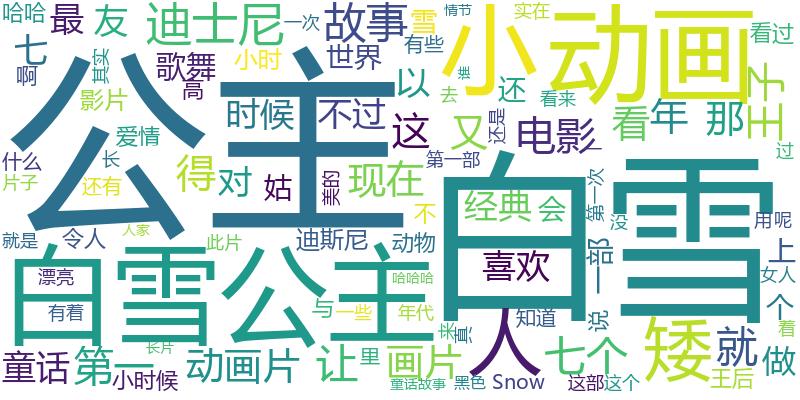 哈哈
最
友
迪士尼
一次
故事
雪
情节
实在
动画
看过
七
啊
其实
歌舞
小时
世界
有些
小
谁
王子
影片
高
以
去
还
看来
公主
时候
不过
这
又
电影
看
年
那
爱情
还是
过
什么
长
得
对
姑
美的
现在
第一部
白雪
片子
还有
不
经典
会
第一次
没
用呢
就是
令人
人家
此片
迪斯尼
动物
一部
上
白雪公主
漂亮
哈哈哈
喜欢
女人
个
有着
与
一些
年代
来
真
人
知道
说
着
童话
第一
长片
动画片
让
里
画片
七个
矮
就
做
小时候
童话故事
黑色
Snow
这部
这个
王后